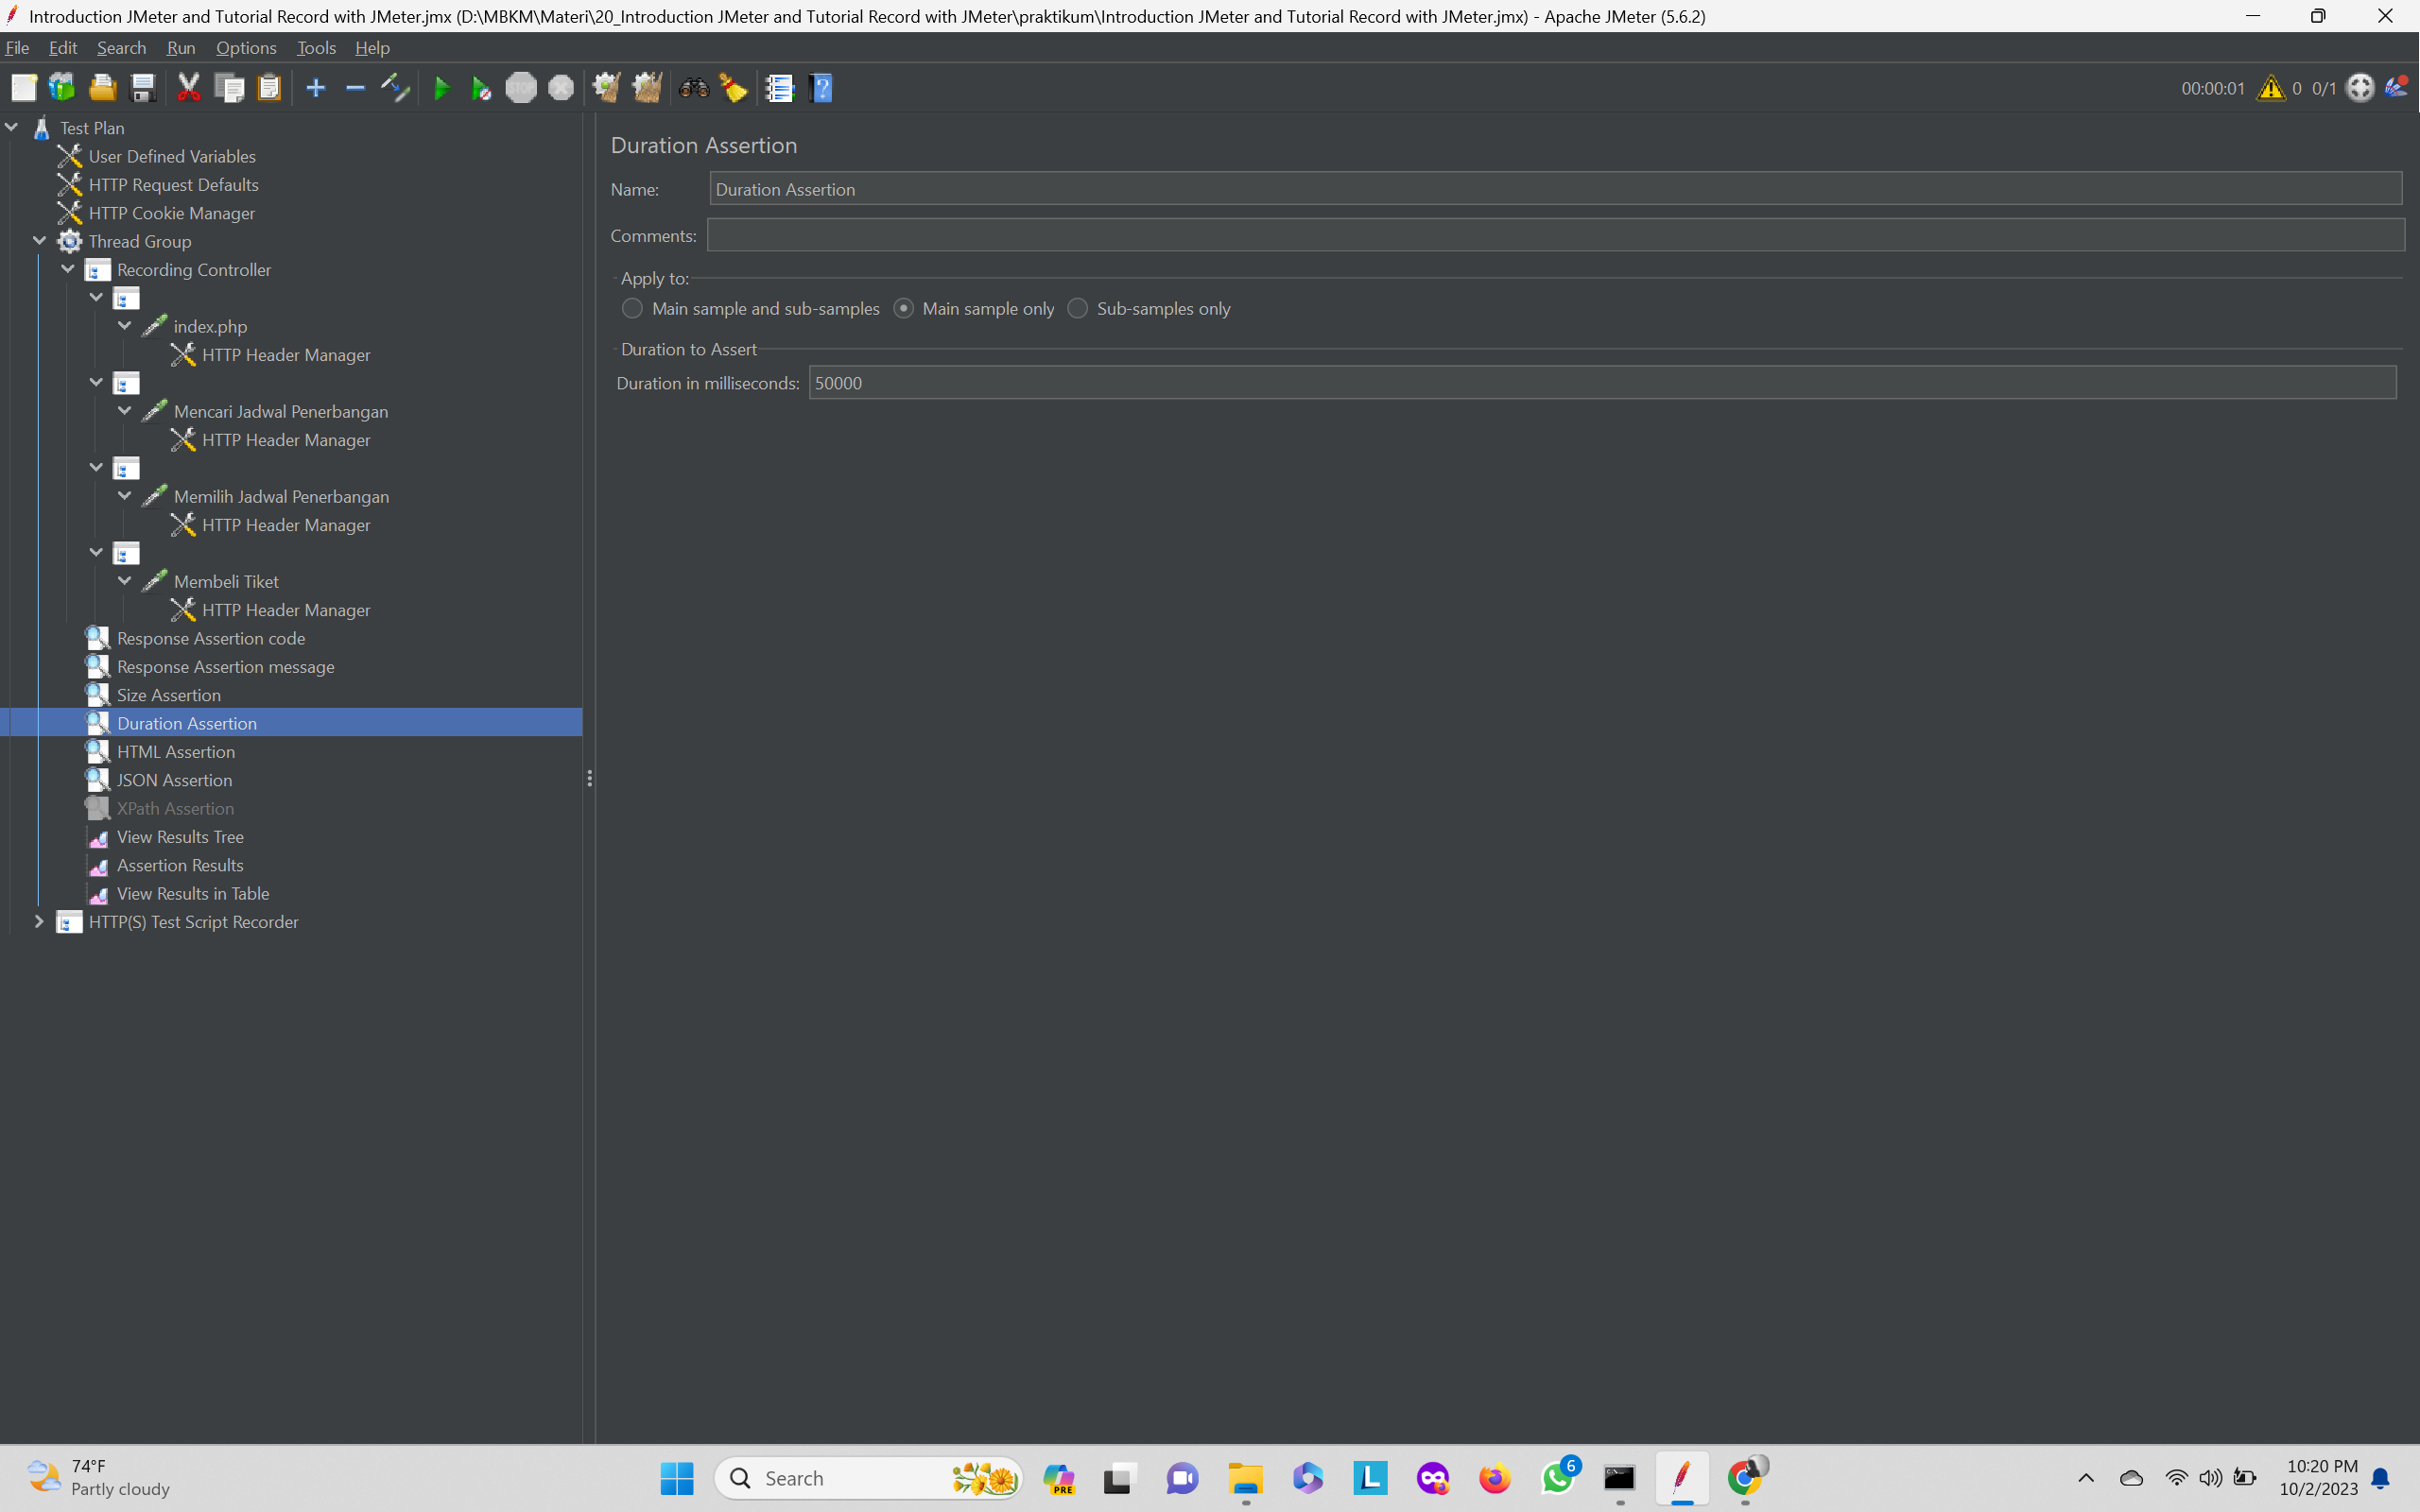 Introduction JMeter and Tutorial Record with JMeter.jmx (D:\MBKM\Materi\20_Introduction JMeter and Tutorial Record with JMeter\praktikum\Introduction JMeter and Tutorial Record with JMeter.jmx) - Apache JMeter (5.6.2)
File Edit Search Run Options Tools Help
STOP
?
00:00:01 0 0/1
Test Plan
User Defined Variables
HTTP Request Defaults
HTTP Cookie Manager
Thread Group
Recording Controller
index.php
HTTP Header Manager
Mencari Jadwal Penerbangan
HTTP Header Manager
Memilih Jadwal Penerbangan
HTTP Header Manager
Membeli Tiket
HTTP Header Manager
Response Assertion code
Response Assertion message
Size Assertion
Duration Assertion
HTML Assertion
JSON Assertion
XPath Assertion
View Results Tree
Assertion Results
View Results in Table
HTTP(S) Test Script Recorder
Duration Assertion
Name: Duration Assertion
Comments:
Apply to:
Main sample and sub-samples Main sample only Sub-samples only
Duration to Assert
Duration in milliseconds: 50000
74°F
Partly cloudy
Search
PRE
L
6
10:20 PM
10/2/2023